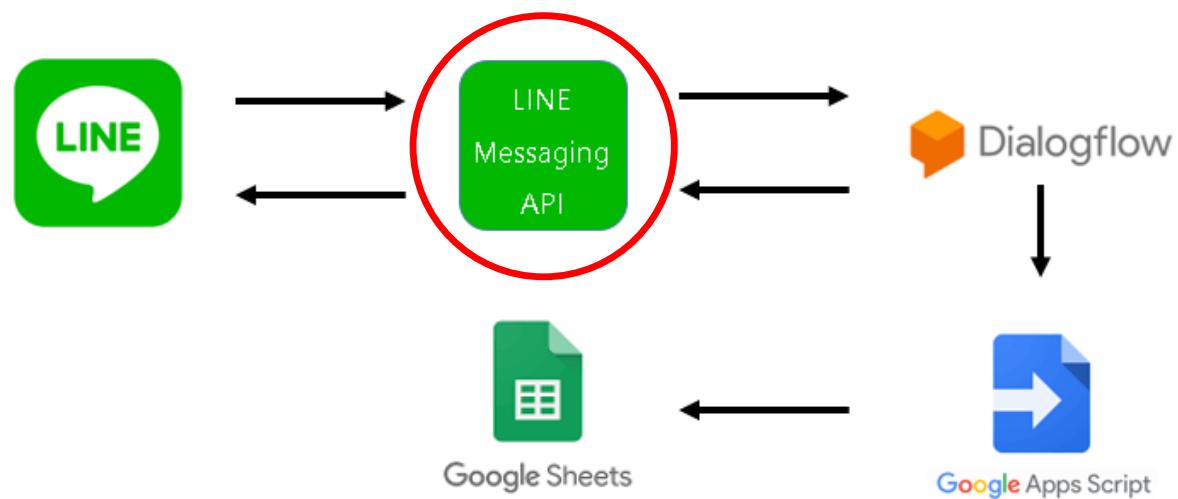 LINE
LINE
Messaging
API
Dialogflow
Google Sheets
Google Apps Script